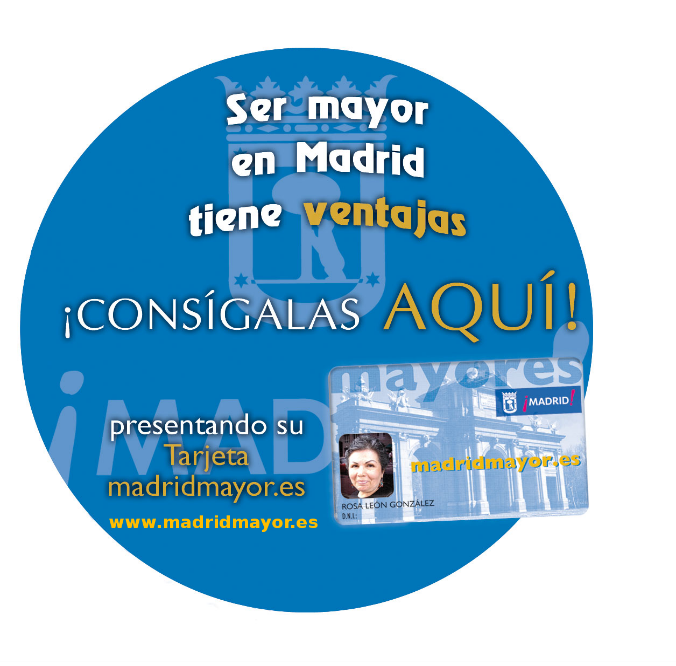 Ser mayor
en Madrid
tiene ventajas
¡CONSÍGALAS AQUÍ!
mayores
¡MADRID!
¡MADR
presentando su
Tarjeta
madridmayor.es
www.madridmayor.es
madridmayor.es
ROSA LEÓN GONZÁLEZ
D.N.I.: